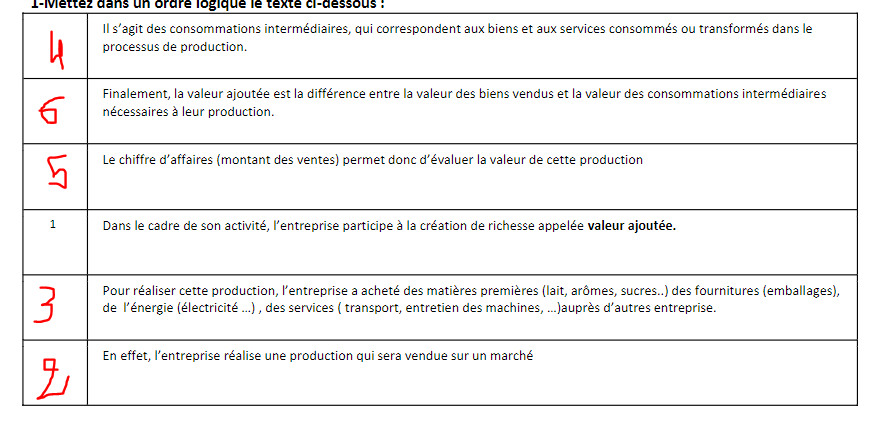 1-Mettez dans un ordre logique le texte ci-dessous :
4
Il s’agit des consommations intermédiaires, qui correspondent aux biens et aux services consommés ou transformés dans le
processus de production.
6
Finalement, la valeur ajoutée est la différence entre la valeur des biens vendus et la valeur des consommations intermédiaires
nécessaires à leur production.
5
Le chiffre d’affaires (montant des ventes) permet donc d’évaluer la valeur de cette production
1
Dans le cadre de son activité, l’entreprise participe à la création de richesse appelée valeur ajoutée.
3
Pour réaliser cette production, l’entreprise a acheté des matières premières (lait, arômes, sucres..) des fournitures (emballages),
de l’énergie (électricité ...) , des services ( transport, entretien des machines, ...)auprès d’autres entreprise.
2
En effet, l’entreprise réalise une production qui sera vendue sur un marché